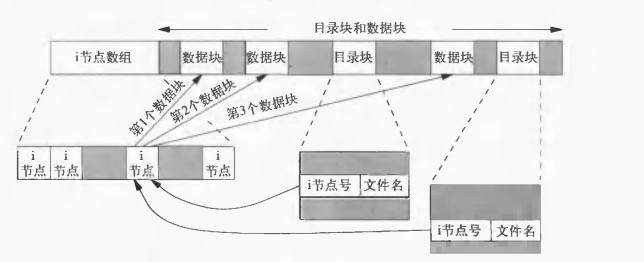 目录块和数据块
i节点数组
数据块
数据块
目录块
数据块
目录块
第1个数据块
第2个数据块
第3个数据块
i
节点
i
节点
i
节点
i
节点
i节点号
文件名
i节点号
文件名